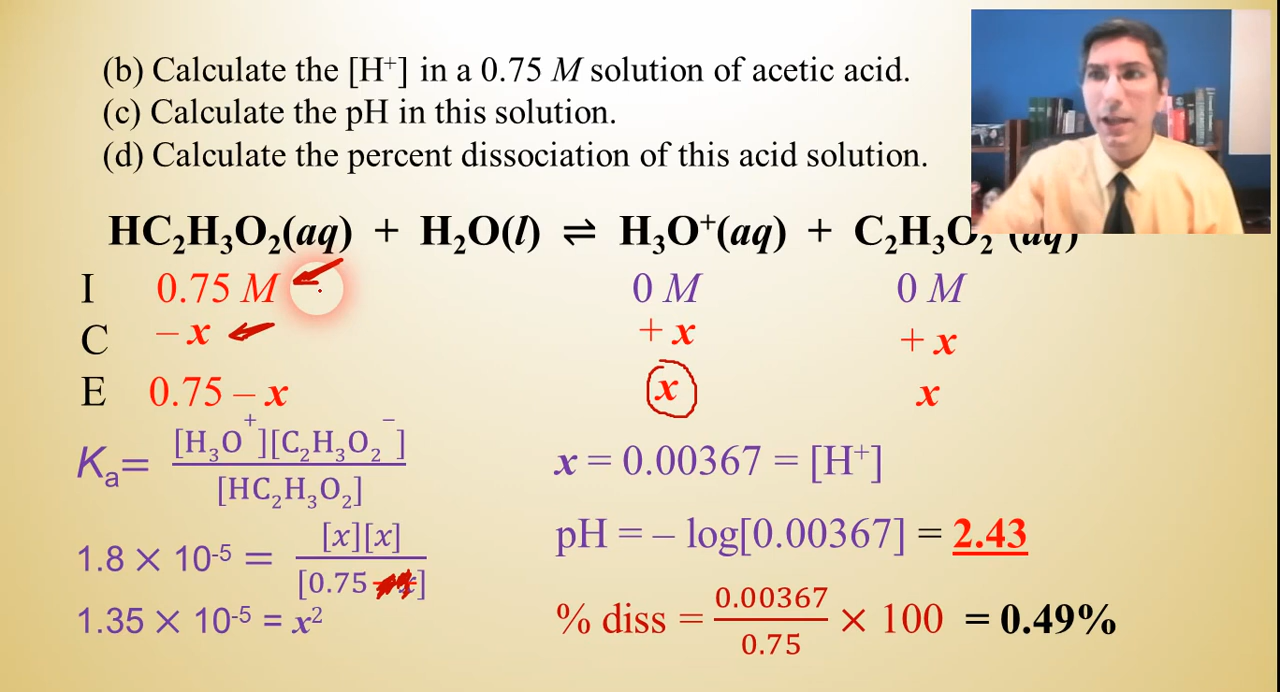 (b) Calculate the [H⁺] in a 0.75 M solution of acetic acid.
(c) Calculate the pH in this solution.
(d) Calculate the percent dissociation of this acid solution.
HC₂H₃O₂(aq) + H₂O(l) ⇌ H₃O⁺(aq) + C₂H₃O₂⁻(aq)
I 0.75 M 0 M 0 M
C – x + x + x
E 0.75 – x x x
Kₐ = [H₃O⁺][C₂H₃O₂⁻] / [HC₂H₃O₂]
x = 0.00367 = [H⁺]
1.8 × 10⁻⁵ = [x][x] / [0.75 – x]
pH = – log[0.00367] = 2.43
1.35 × 10⁻⁵ = x²
% diss = 0.00367 / 0.75 × 100 = 0.49%